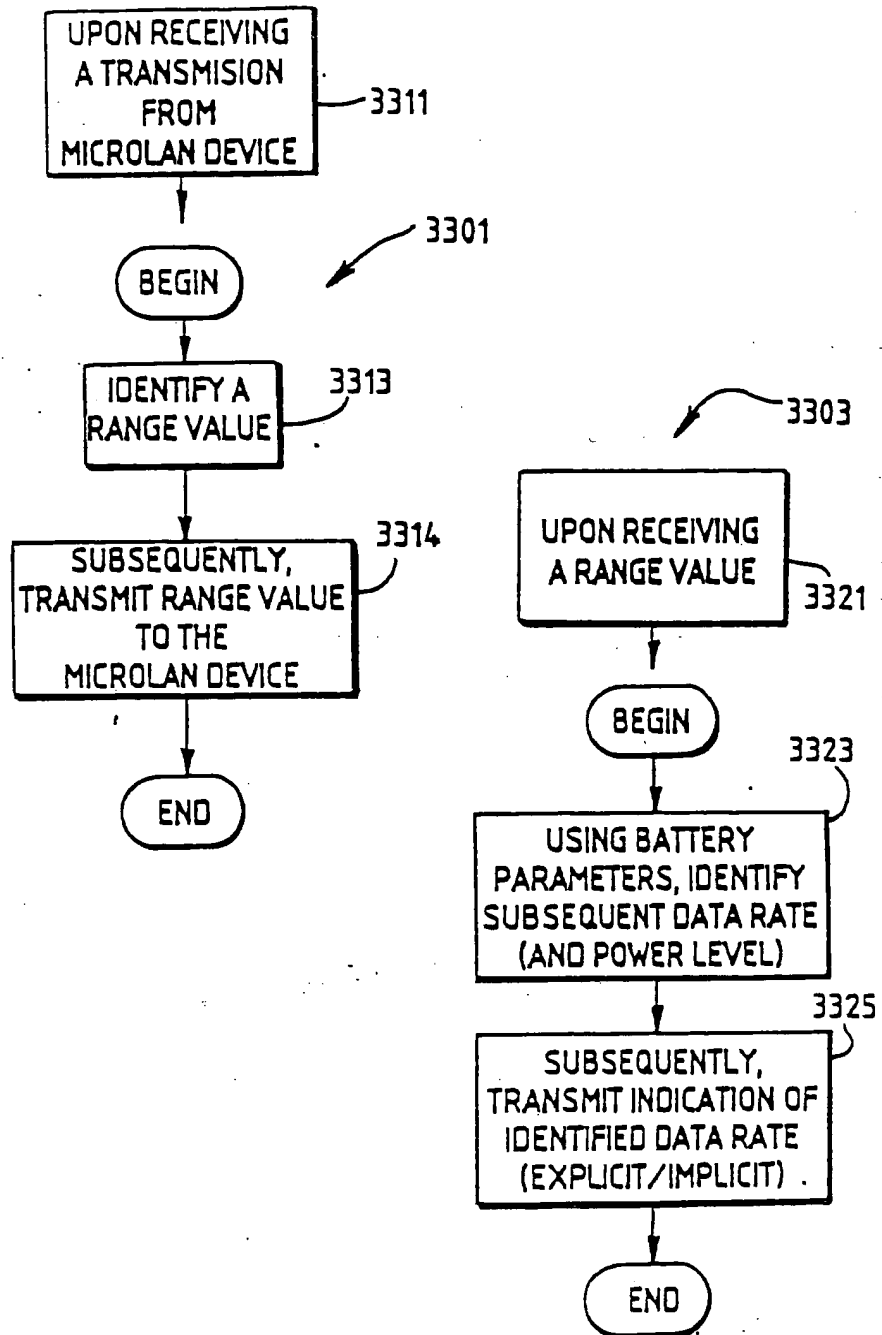 UPON RECEIVING
A TRANSMISION
FROM
MICROLAN DEVICE
3311
3301
BEGIN
IDENTIFY A
RANGE VALUE
3313
SUBSEQUENTLY,
TRANSMIT RANGE VALUE
TO THE
MICROLAN DEVICE
3314
END
3303
UPON RECEIVING
A RANGE VALUE
3321
BEGIN
3323
USING BATTERY
PARAMETERS, IDENTIFY
SUBSEQUENT DATA RATE
(AND POWER LEVEL)
3325
SUBSEQUENTLY,
TRANSMIT INDICATION OF
IDENTIFIED DATA RATE
(EXPLICIT/IMPLICIT) .
END